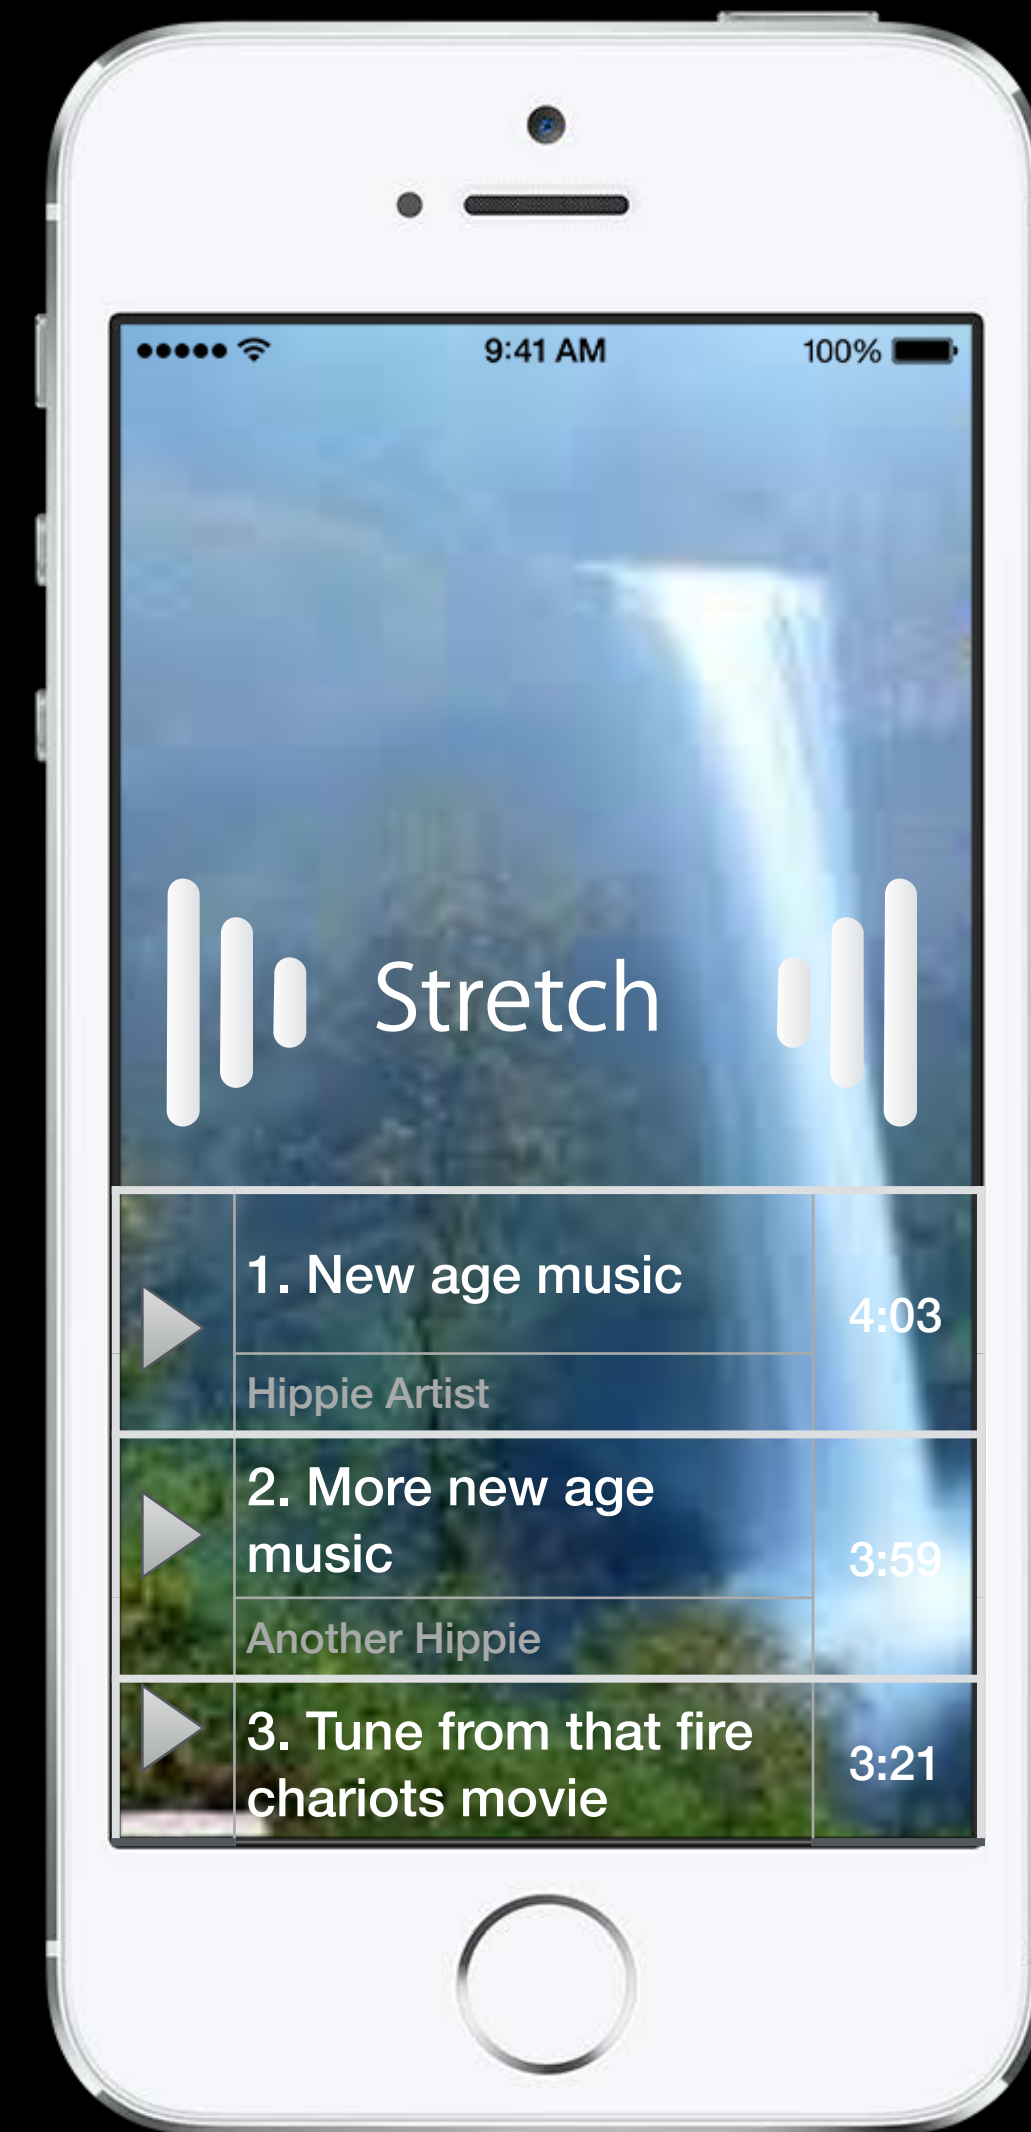 9:41 AM
100%
Stretch
1. New age music
4:03
Hippie Artist
2. More new age
music
3:59
Another Hippie
3. Tune from that fire
chariots movie
3:21